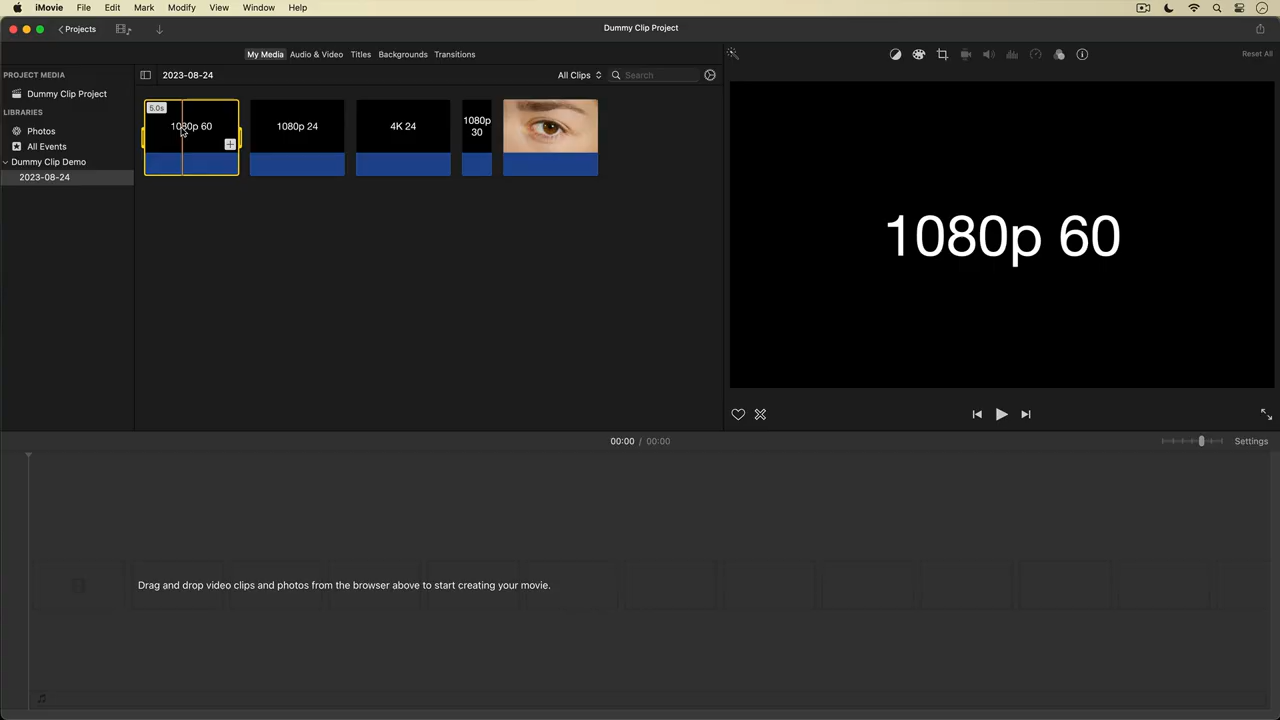 iMovie File Edit Mark Modify View Window Help
Projects
Dummy Clip Project
My Media Audio & Video Titles Backgrounds Transitions
Reset All
PROJECT MEDIA
Dummy Clip Project
LIBRARIES
Photos
All Events
Dummy Clip Demo
2023-08-24
2023-08-24
All Clips
Search
5.0s
1080p 60
1080p 24
4K 24
1080p
30
1080p 60
00:00 / 00:00
Settings
Drag and drop video clips and photos from the browser above to start creating your movie.